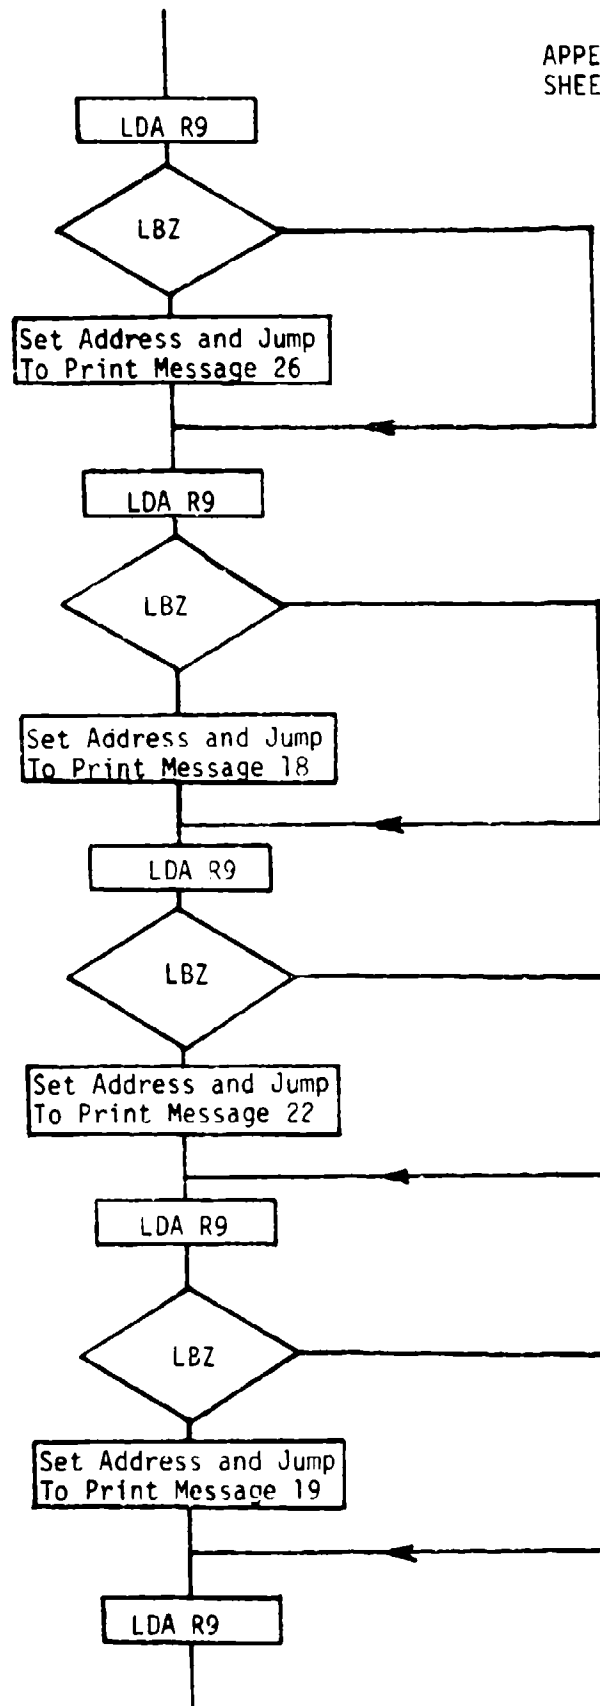 APPE
SHEE
LDA R9
LBZ
Set Address and Jump
To Print Message 26
LDA R9
LBZ
Set Address and Jump
To Print Message 18
LDA R9
LBZ
Set Address and Jump
To Print Message 22
LDA R9
LBZ
Set Address and Jump
To Print Message 19
LDA R9